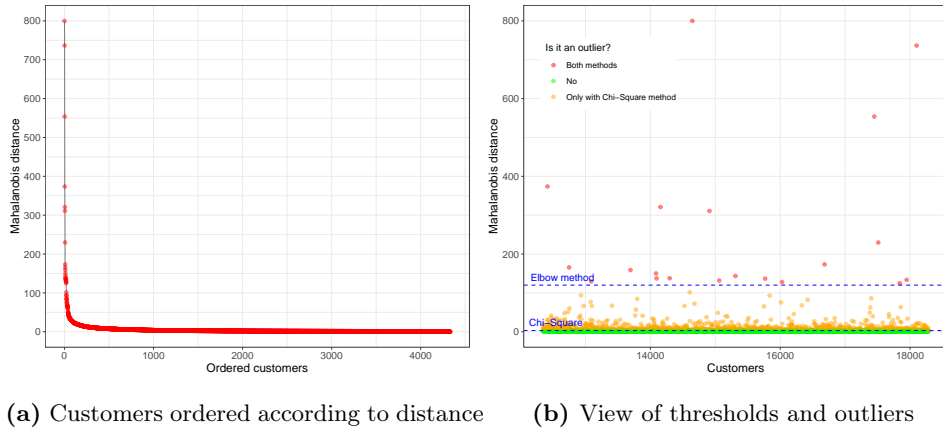 800
700
600
500
400
300
200
100
0
Mahalanobis distance
0 1000 2000 3000 4000
Ordered customers
(a) Customers ordered according to distance
800
600
400
200
0
Mahalanobis distance
Is it an outlier?
Both methods
No
Only with Chi−Square method
Elbow method
Chi−Square
14000 16000 18000
Customers
(b) View of thresholds and outliers